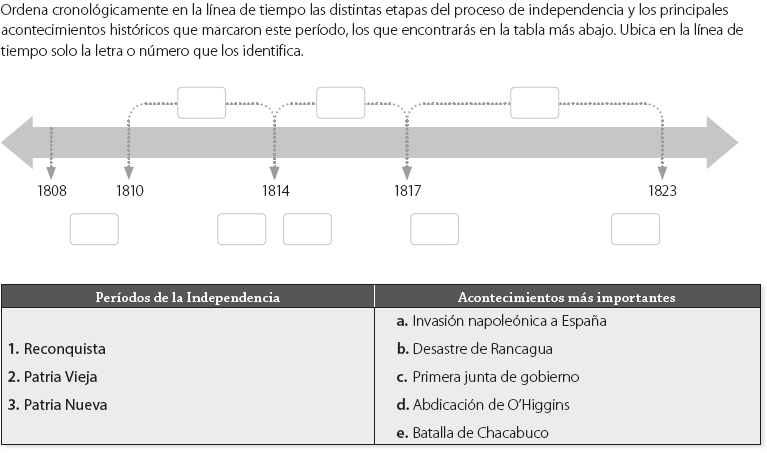 Ordena cronológicamente en la línea de tiempo las distintas etapas del proceso de independencia y los principales
acontecimientos históricos que marcaron este período, los que encontrarás en la tabla más abajo. Ubica en la línea de
tiempo solo la letra o número que los identifica.
1808 1810 1814 1817 1823
Períodos de la Independencia
1. Reconquista
2. Patria Vieja
3. Patria Nueva
Acontecimientos más importantes
a. Invasión napoleónica a España
b. Desastre de Rancagua
c. Primera junta de gobierno
d. Abdicación de O’Higgins
e. Batalla de Chacabuco